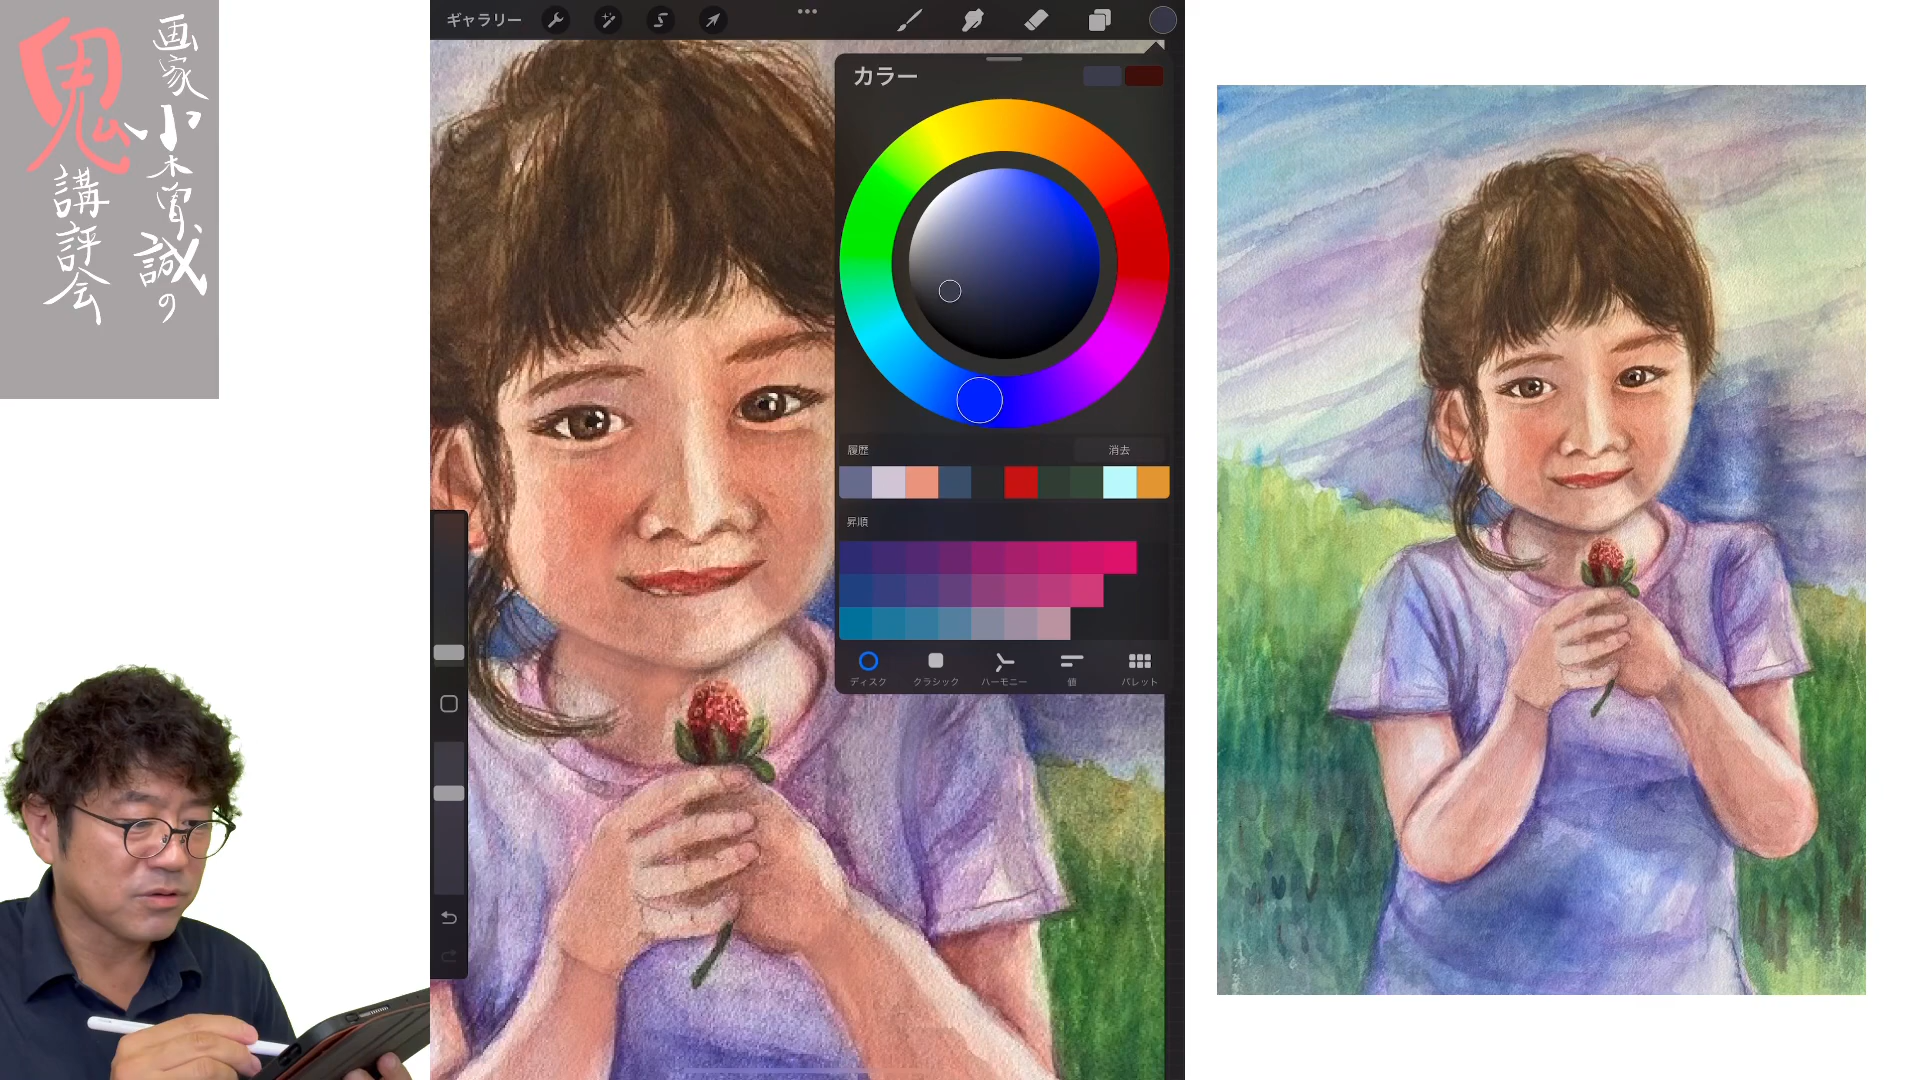 画家小木曽誠の
鬼講評会
ギャラリー
カラー
履歴
消去
昇順
ディスク
クラシック
ハーモニー
値
パレット